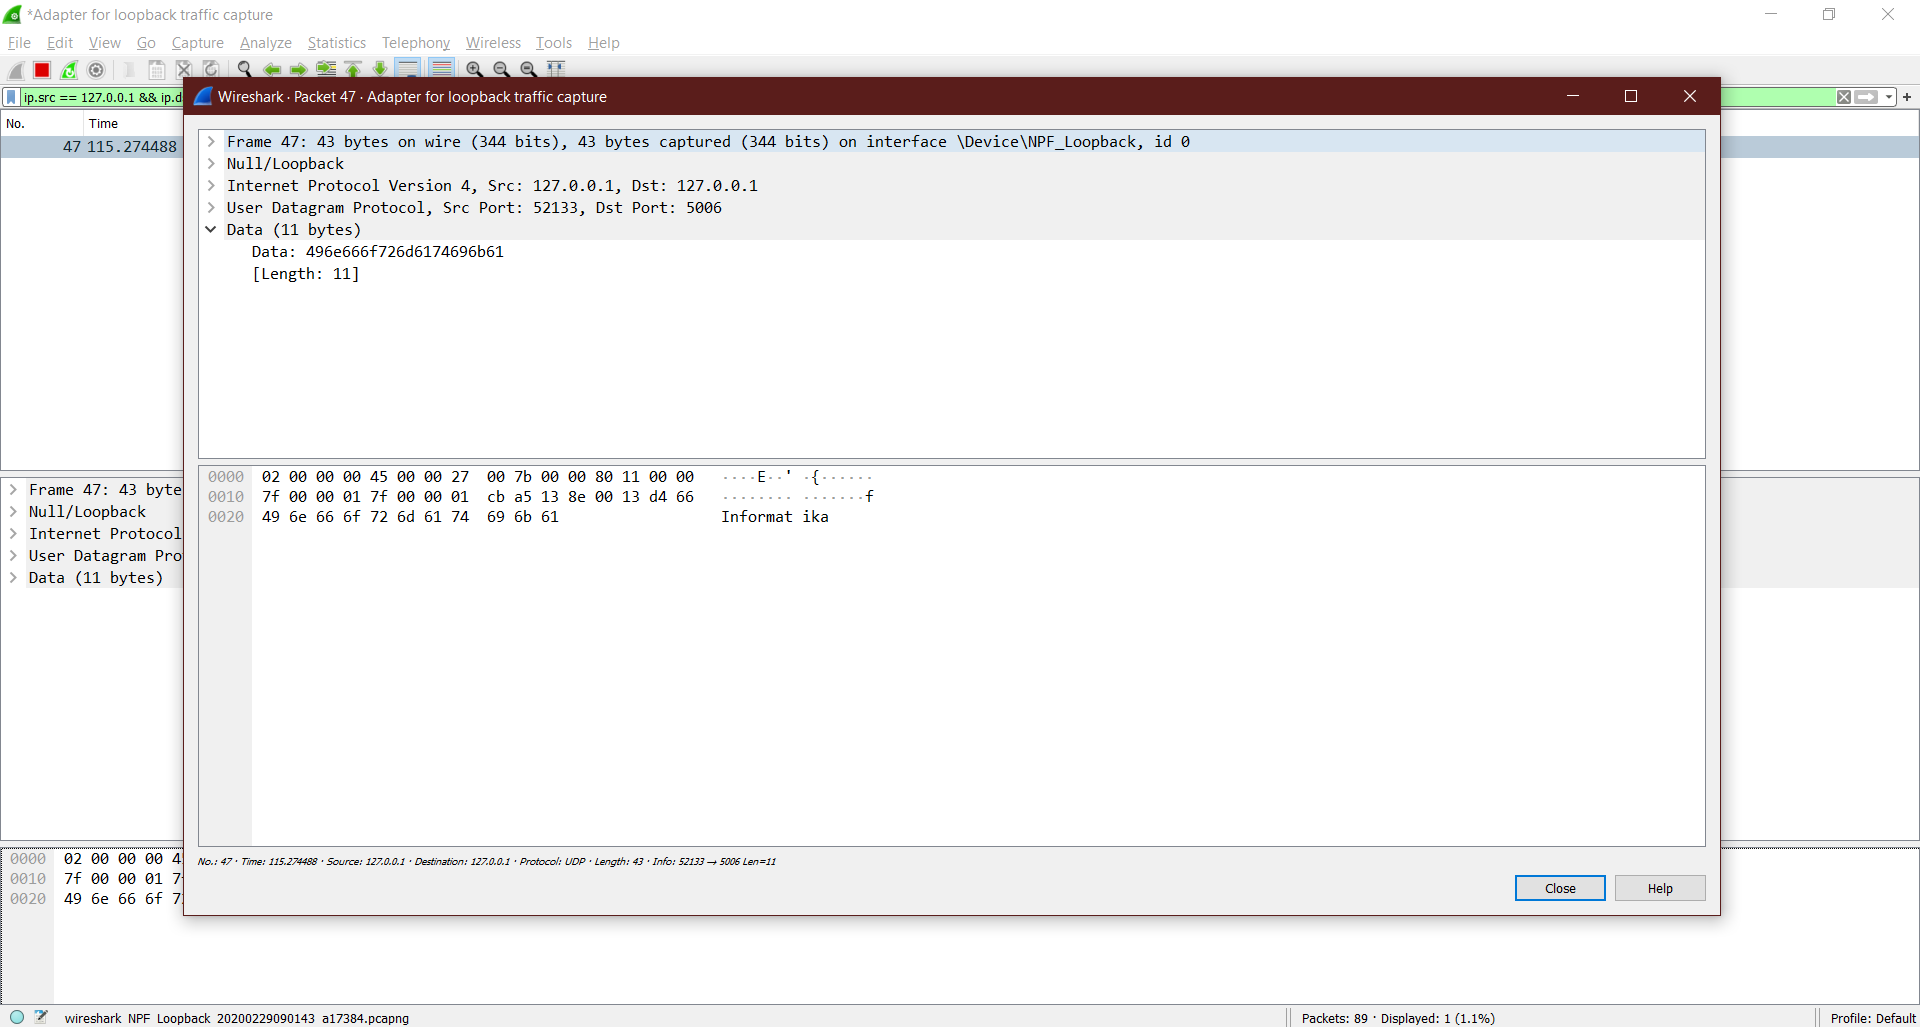 *Adapter for loopback traffic capture
File Edit View Go Capture Analyze Statistics Telephony Wireless Tools Help
ip.src == 127.0.0.1 && ip.d
No. Time
47 115.274488
Wireshark · Packet 47 · Adapter for loopback traffic capture
Frame 47: 43 bytes on wire (344 bits), 43 bytes captured (344 bits) on interface \Device\NPF_Loopback, id 0
Null/Loopback
Internet Protocol Version 4, Src: 127.0.0.1, Dst: 127.0.0.1
User Datagram Protocol, Src Port: 52133, Dst Port: 5006
Data (11 bytes)
Data: 496e666f726d6174696b61
[Length: 11]
0000 02 00 00 00 45 00 00 27 00 7b 00 00 80 11 00 00 ····E··' ·{······
0010 7f 00 00 01 7f 00 00 01 cb a5 13 8e 00 13 d4 66 ········ ·······f
0020 49 6e 66 6f 72 6d 61 74 69 6b 61 Informat ika
No.: 47 · Time: 115.274488 · Source: 127.0.0.1 · Destination: 127.0.0.1 · Protocol: UDP · Length: 43 · Info: 52133 → 5006 Len=11
Close Help
Frame 47: 43 byte
Null/Loopback
Internet Protocol
User Datagram Pro
Data (11 bytes)
0000 02 00 00 00 4
0010 7f 00 00 01 7
0020 49 6e 66 6f 7
wireshark_NPF_Loopback_20200229090143_a17384.pcapng
Packets: 89 · Displayed: 1 (1.1%)
Profile: Default